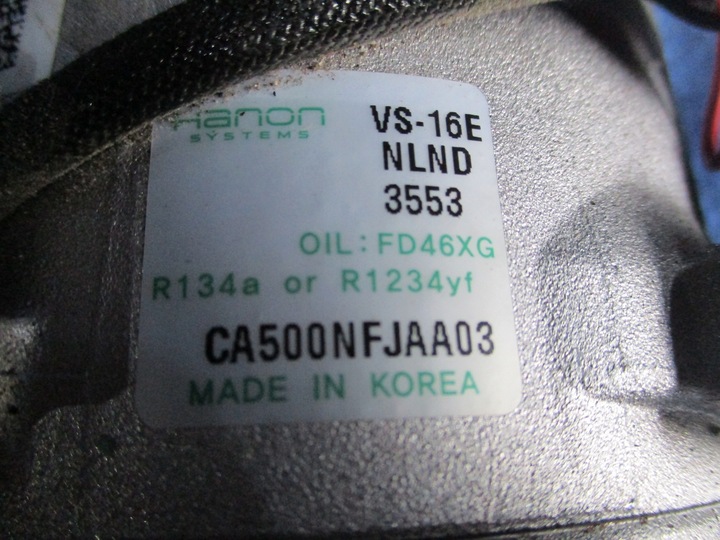 Hanon
SYSTEMS
VS-16E
NLND
3553
OIL: FD46XG
R134a or R1234yf
CA500NFJAA03
MADE IN KOREA